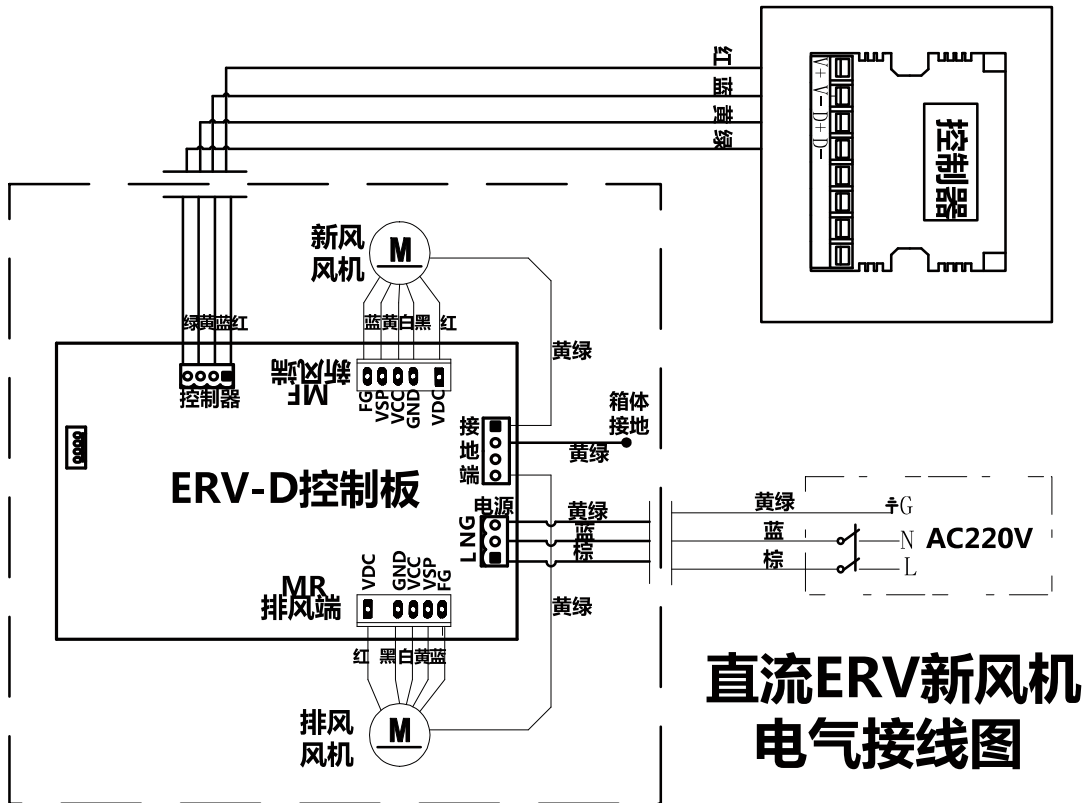 红
蓝
黄
绿
V+ V- D+ D-
控制器
新风
风机
M
蓝 黄 白 黑 红
黄绿
绿 黄 蓝 红
控制器
新风端
MF
FG VSP VCC GND VDC
接地端
箱体
接地
黄绿
ERV-D控制板
电源
L N G
黄绿
蓝
棕
黄绿
蓝
棕
G
N
L
AC220V
VDC GND VCC VSP FG
MR
排风端
黄绿
红 黑 白 黄 蓝
排风
风机
M
直流ERV新风机
电气接线图